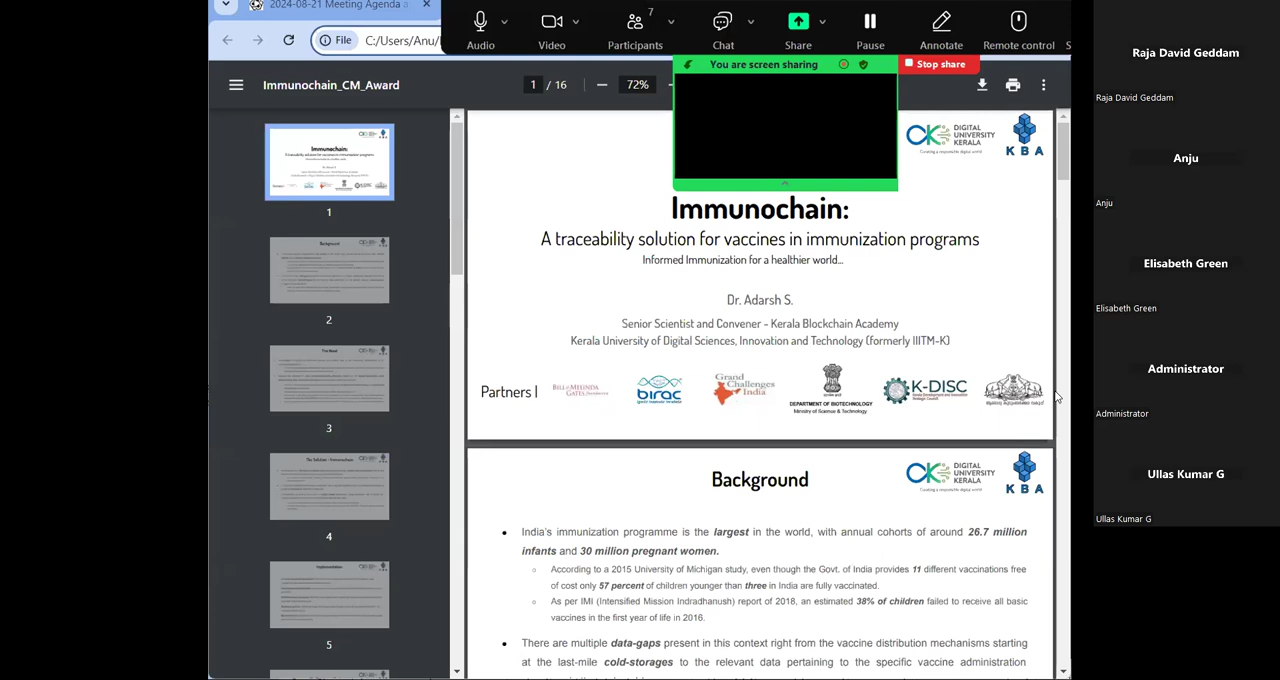 2024-08-21 Meeting Agenda a
File
C:/Users/Anu/
Audio
Video
7
Participants
Chat
Share
Pause
Annotate
Remote control
You are screen sharing
Stop share
Immunochain_CM_Award
1 / 16
72%
1
2
3
4
5
DIGITAL
UNIVERSITY
KERALA
KBA
Immunochain:
A traceability solution for vaccines in immunization programs
Informed Immunization for a healthier world...
Dr. Adarsh S.
Senior Scientist and Convener - Kerala Blockchain Academy
Kerala University of Digital Sciences, Innovation and Technology (formerly IIITM-K)
Partners |
BILL & MELINDA
GATES foundation
birac
Grand
Challenges
India
DEPARTMENT OF BIOTECHNOLOGY
Ministry of Science & Technology
K-DISC
Background
DIGITAL
UNIVERSITY
KERALA
KBA
• India's immunization programme is the largest in the world, with annual cohorts of around 26.7 million
infants and 30 million pregnant women.
○ According to a 2015 University of Michigan study, even though the Govt. of India provides 11 different vaccinations free
of cost only 57 percent of children younger than three in India are fully vaccinated.
○ As per IMI (Intensified Mission Indradhanush) report of 2018, an estimated 38% of children failed to receive all basic
vaccines in the first year of life in 2016.
• There are multiple data-gaps present in this context right from the vaccine distribution mechanisms starting
at the last-mile cold-storages to the relevant data pertaining to the specific vaccine administration
Raja David Geddam
Raja David Geddam
Anju
Anju
Elisabeth Green
Elisabeth Green
Administrator
Administrator
Ullas Kumar G
Ullas Kumar G